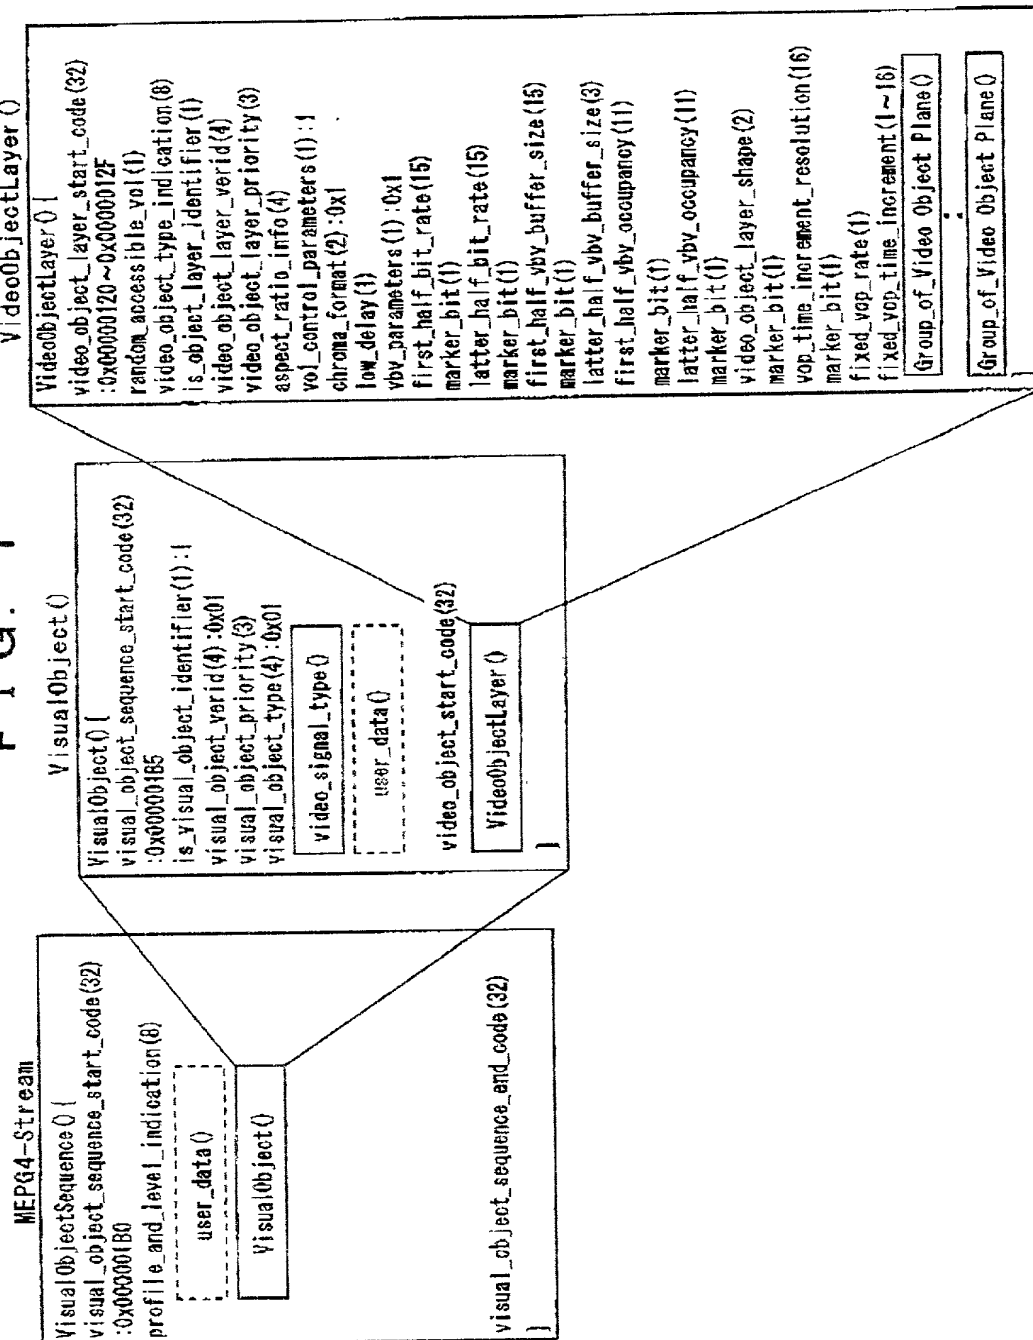 FIG. 1
MEPG4-Stream
VisualObjectSequence() {
visual_object_sequence_start_code(32)
:0x000001B0
profile_and_level_indication(8)
user_data()
VisualObject()
visual_object_sequence_end_code(32)
}
VisualObject()
VisualObject() {
visual_object_sequence_start_code(32)
:0x000001B5
is_visual_object_identifier(1):1
visual_object_verid(4):0x01
visual_object_priority(3)
visual_object_type(4):0x01
video_signal_type()
user_data()
video_object_start_code(32)
VideoObjectLayer()
}
VideoObjectLayer()
VideoObjectLayer() {
video_object_layer_start_code(32)
:0x00000120~0x0000012F
random_accessible_vol(1)
video_object_type_indication(8)
is_object_layer_identifier(1)
video_object_layer_verid(4)
video_object_layer_priority(3)
aspect_ratio_info(4)
vol_control_parameters(1):1
chroma_format(2):0x1
low_delay(1)
vbv_parameters(1):0x1
first_half_bit_rate(15)
marker_bit(1)
latter_half_bit_rate(15)
marker_bit(1)
first_half_vbv_buffer_size(15)
marker_bit(1)
latter_half_vbv_buffer_size(3)
first_half_vbv_occupancy(11)
marker_bit(1)
latter_half_vbv_occupancy(11)
marker_bit(1)
video_object_layer_shape(2)
marker_bit(1)
vop_time_increment_resolution(16)
marker_bit(1)
fixed_vop_rate(1)
fixed_vop_time_increment(1~16)
Group_of_Video Object Plane()
:
Group_of_Video Object Plane()
}